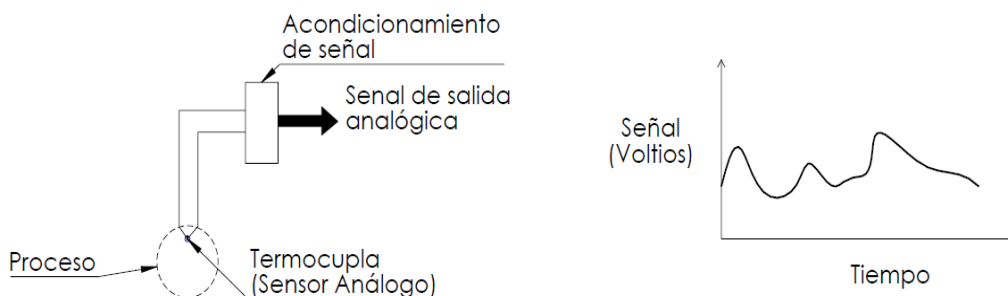 Acondicionamiento
de señal
Senal de salida
analógica
Proceso
Termocupla
(Sensor Análogo)
Señal
(Voltios)
Tiempo